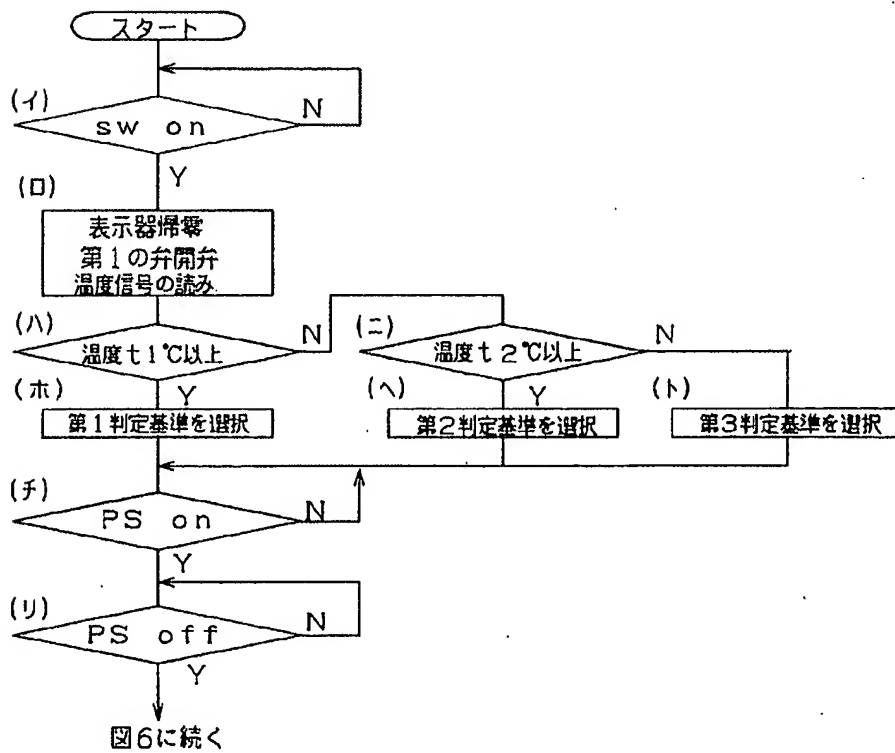 スタート
(イ)
sw on
N
Y
(ロ)
表示器帰零
第1の弁開弁
温度信号の読み
(ハ)
温度t1℃以上
N
Y
(ニ)
温度t2℃以上
N
Y
(ホ)
第1判定基準を選択
(ヘ)
第2判定基準を選択
(ト)
第3判定基準を選択
(チ)
PS on
N
Y
(リ)
PS off
N
Y
図6に続く